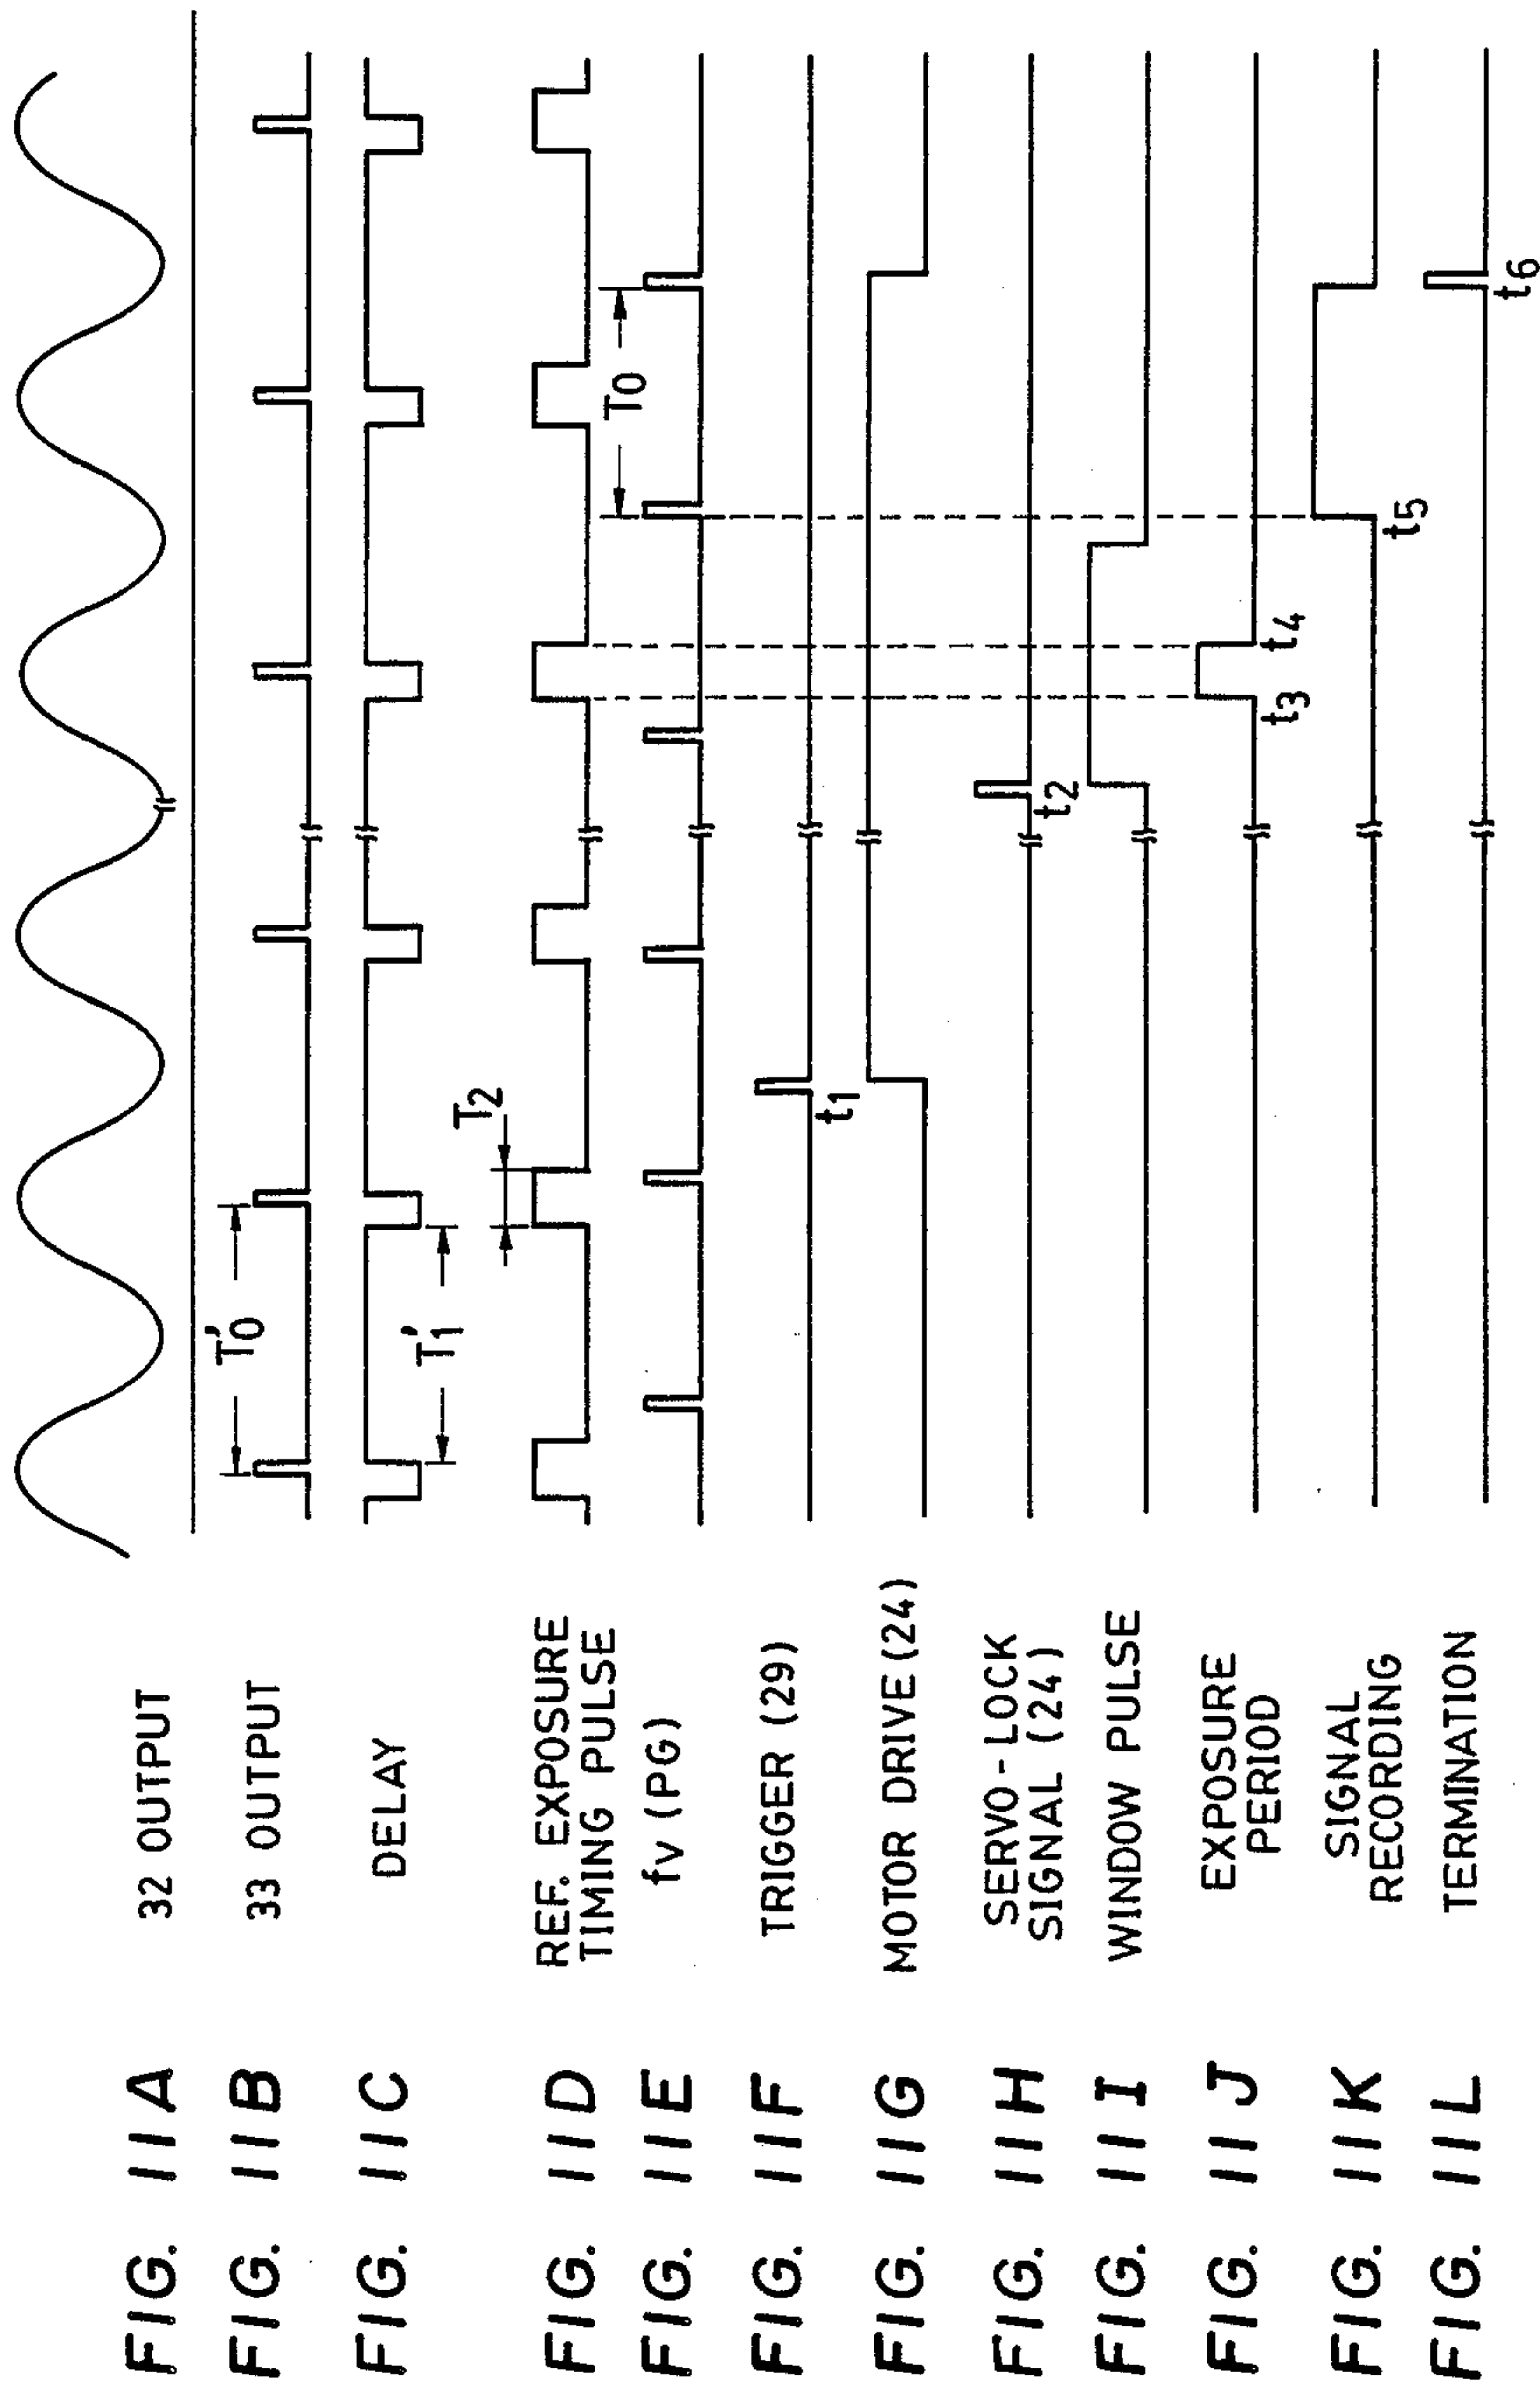 FIG. 11A 32 OUTPUT
FIG. 11B 33 OUTPUT
T'0
FIG. 11C DELAY
T'1
FIG. 11D REF. EXPOSURE
TIMING PULSE
T2
FIG. 11E fv (PG)
T0
FIG. 11F TRIGGER (29)
t1
FIG. 11G MOTOR DRIVE (24)
FIG. 11H SERVO-LOCK
SIGNAL (24)
t2
FIG. 11I WINDOW PULSE
FIG. 11J EXPOSURE
PERIOD
t3 t4
FIG. 11K SIGNAL
RECORDING
t5
FIG. 11L TERMINATION
t6